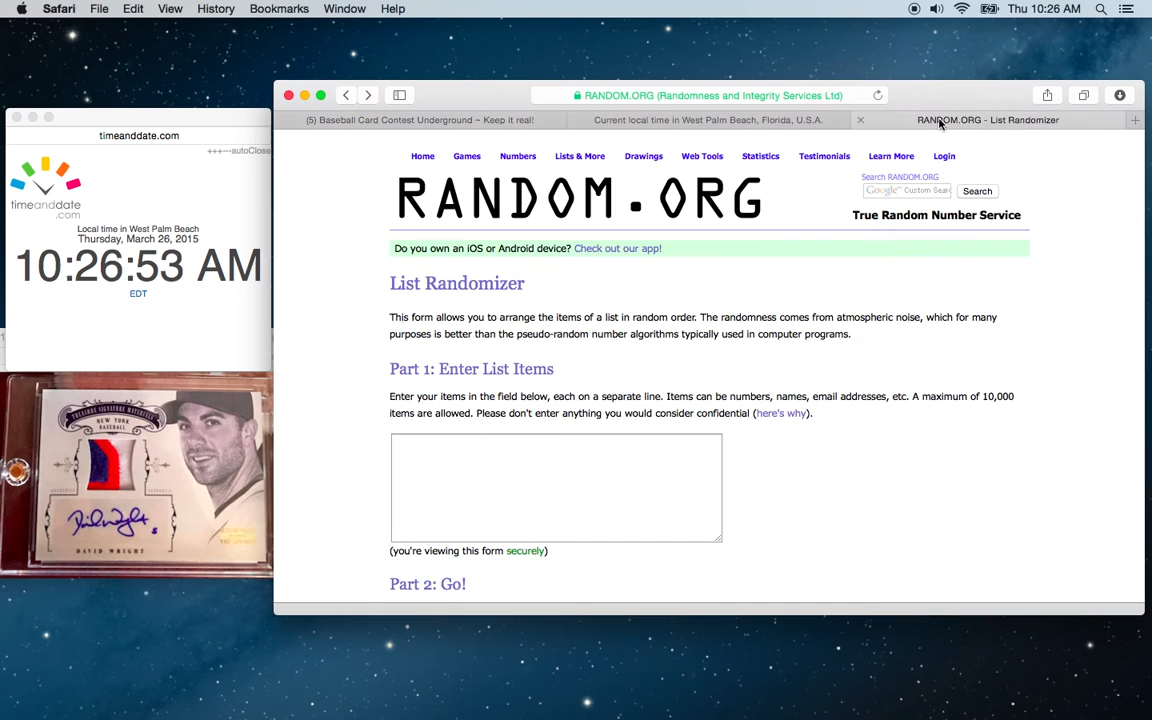 Safari File Edit View History Bookmarks Window Help Thu 10:26 AM
RANDOM.ORG (Randomness and Integrity Services Ltd)
(5) Baseball Card Contest Underground ~ Keep it real!
Current local time in West Palm Beach, Florida, U.S.A.
RANDOM.ORG - List Randomizer
timeanddate.com
+++---autoClose
timeanddate
.com
Local time in West Palm Beach
Thursday, March 26, 2015
10:26:53 AM
EDT
TREASURE SIGNATURE MATERIALS
NEW YORK
BASEBALL
David Wright
DAVID WRIGHT
Home Games Numbers Lists & More Drawings Web Tools Statistics Testimonials Learn More Login
RANDOM.ORG
Search RANDOM.ORG
Google™ Custom Sear
Search
True Random Number Service
Do you own an iOS or Android device? Check out our app!
List Randomizer
This form allows you to arrange the items of a list in random order. The randomness comes from atmospheric noise, which for many
purposes is better than the pseudo-random number algorithms typically used in computer programs.
Part 1: Enter List Items
Enter your items in the field below, each on a separate line. Items can be numbers, names, email addresses, etc. A maximum of 10,000
items are allowed. Please don't enter anything you would consider confidential (here's why).
(you're viewing this form securely)
Part 2: Go!